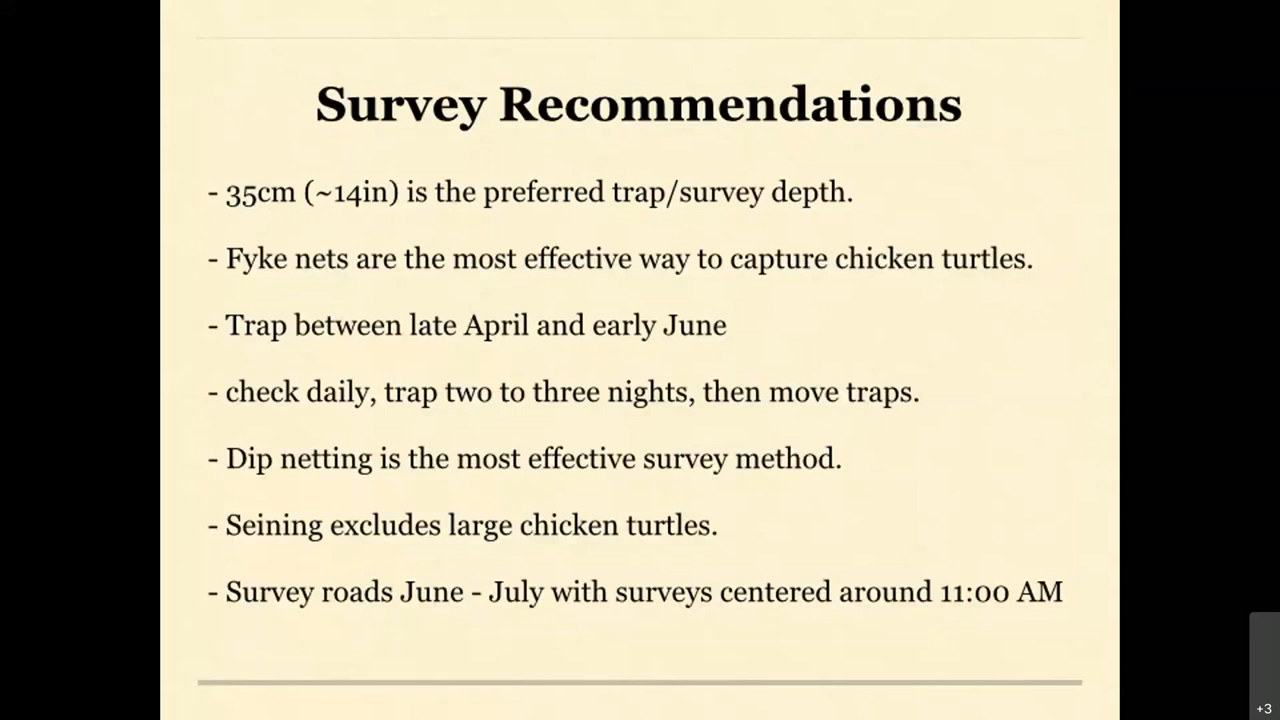 Survey Recommendations
- 35cm (~14in) is the preferred trap/survey depth.
- Fyke nets are the most effective way to capture chicken turtles.
- Trap between late April and early June
- check daily, trap two to three nights, then move traps.
- Dip netting is the most effective survey method.
- Seining excludes large chicken turtles.
- Survey roads June - July with surveys centered around 11:00 AM
+3